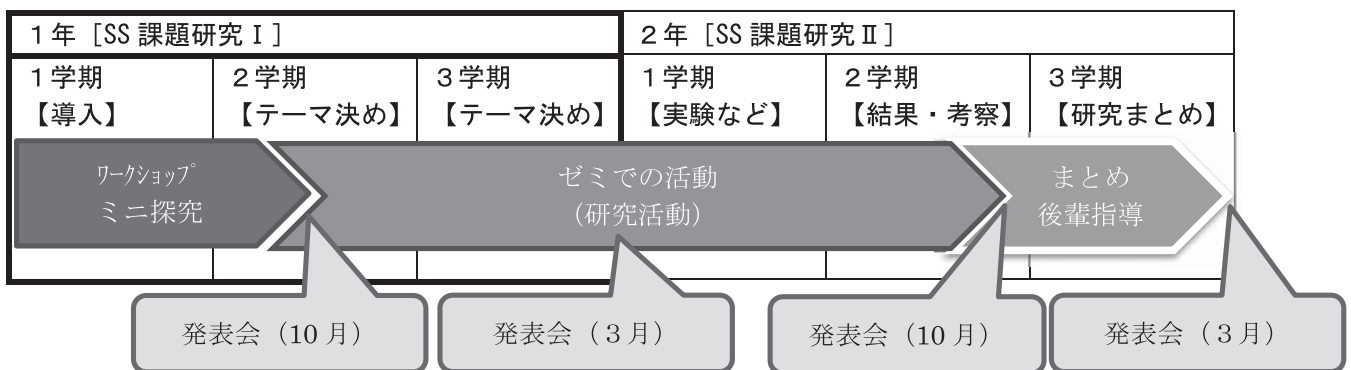 1年［SS 課題研究Ⅰ］
2年［SS 課題研究Ⅱ］
1学期
【導入】
2学期
【テーマ決め】
3学期
【テーマ決め】
1学期
【実験など】
2学期
【結果・考察】
3学期
【研究まとめ】
ワークショップ
ミニ探究
ゼミでの活動
（研究活動）
まとめ
後輩指導
発表会（10 月）
発表会（３月）
発表会（10 月）
発表会（３月）